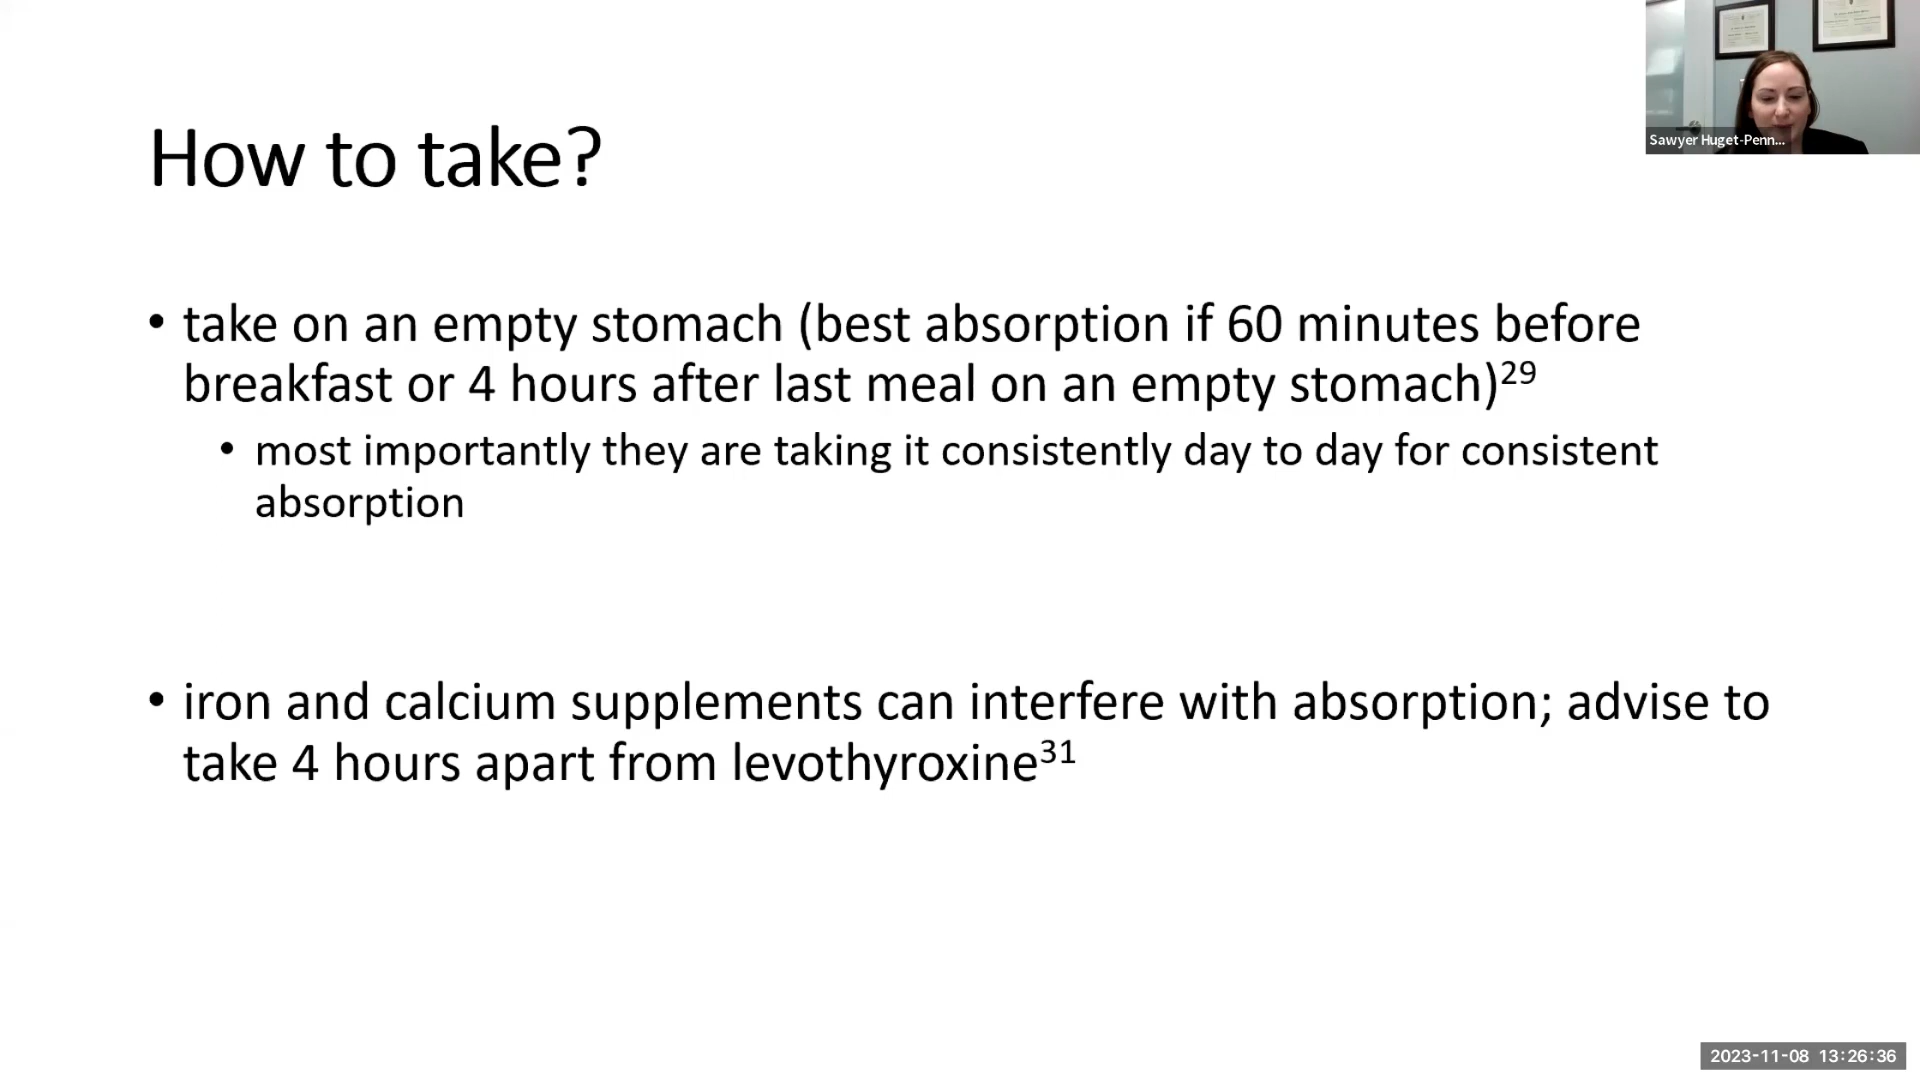 How to take?
• take on an empty stomach (best absorption if 60 minutes before
breakfast or 4 hours after last meal on an empty stomach)29
• most importantly they are taking it consistently day to day for consistent
absorption
• iron and calcium supplements can interfere with absorption; advise to
take 4 hours apart from levothyroxine31
Sawyer Huget-Penn...
2023-11-08 13:26:36